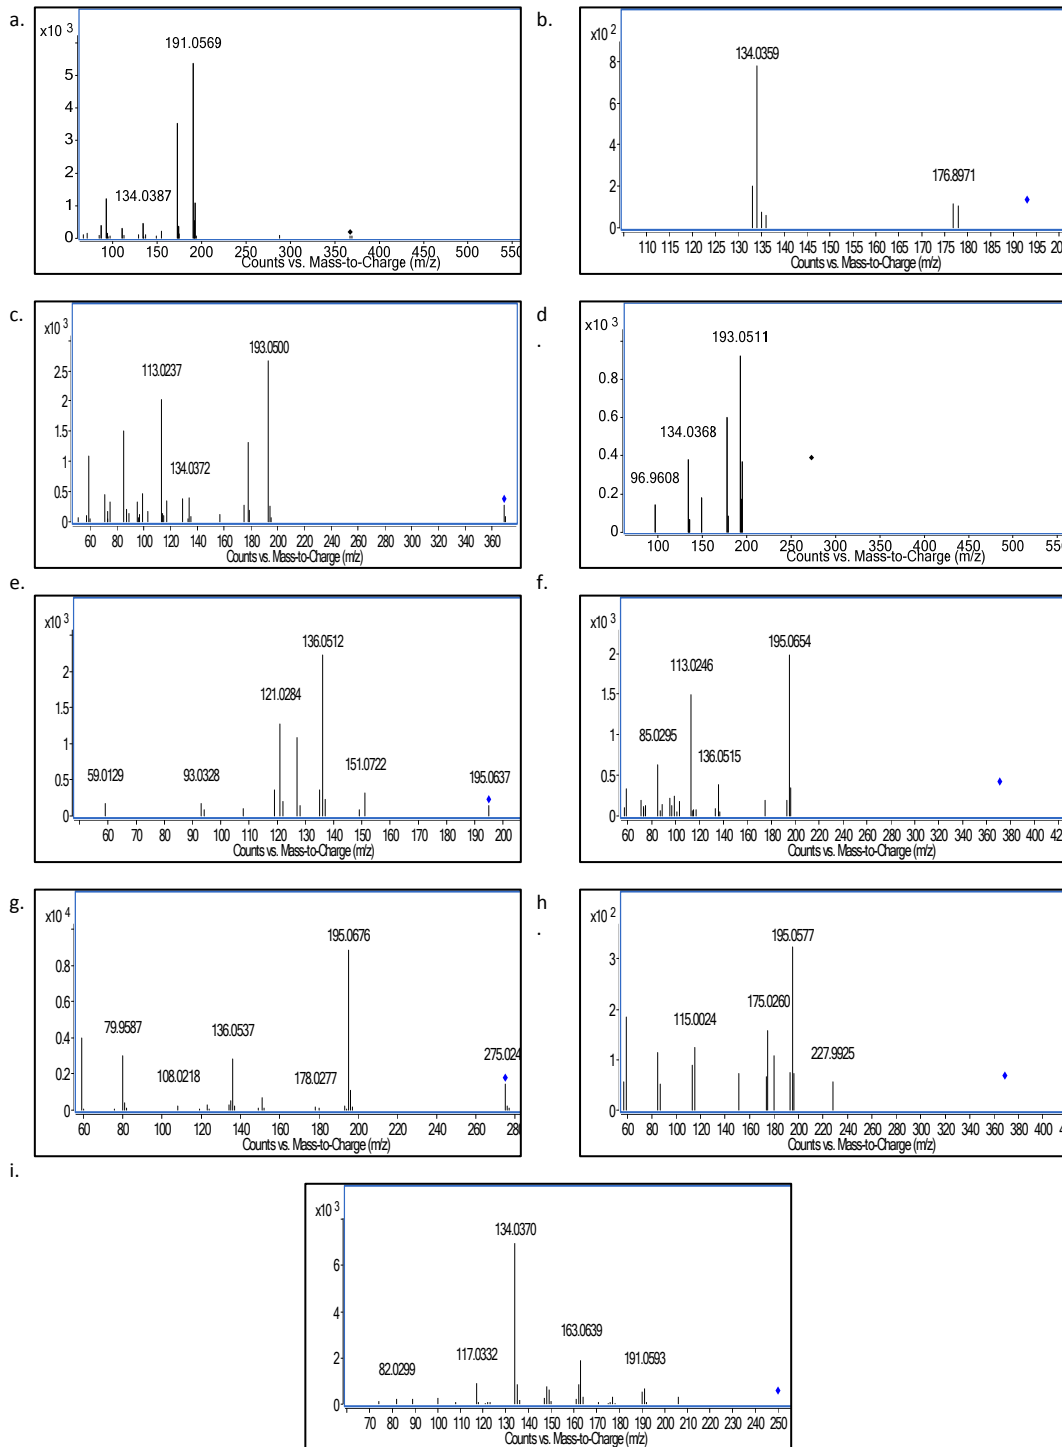 a.
x10 3
191.0569
5
4
3
2
134.0387
1
0
100 150 200 250 300 350 400 450 500 550
Counts vs. Mass-to-Charge (m/z)
b.
x10 2
134.0359
8
6
4
176.8971
2
0
110 115 120 125 130 135 140 145 150 155 160 165 170 175 180 185 190 195 20
Counts vs. Mass-to-Charge (m/z)
c.
x10 3
193.0500
2.5
113.0237
2
1.5
1
134.0372
0.5
0
60 80 100 120 140 160 180 200 220 240 260 280 300 320 340 360
Counts vs. Mass-to-Charge (m/z)
d
.
x10 3
193.0511
0.8
0.6
134.0368
0.4
96.9608
0.2
0
100 150 200 250 300 350 400 450 500 55
Counts vs. Mass-to-Charge (m/z)
e.
x10 3
136.0512
2
121.0284
1.5
1
151.0722
59.0129 93.0328 195.0637
0.5
0
60 70 80 90 100 110 120 130 140 150 160 170 180 190 200
Counts vs. Mass-to-Charge (m/z)
f.
x10 3
195.0654
2
113.0246
1.5
1
85.0295
136.0515
0.5
0
60 80 100 120 140 160 180 200 220 240 260 280 300 320 340 360 380 400 42
Counts vs. Mass-to-Charge (m/z)
g.
x10 4
195.0676
0.8
0.6
79.9587
0.4
136.0537 275.024
108.0218 178.0277
0.2
0
60 80 100 120 140 160 180 200 220 240 260 28
Counts vs. Mass-to-Charge (m/z)
h
.
x10 2
195.0577
3
175.0260
2
115.0024
227.9925
1
0
60 80 100 120 140 160 180 200 220 240 260 280 300 320 340 360 380 400 4
Counts vs. Mass-to-Charge (m/z)
i.
x10 3
134.0370
6
4
163.0639
2
117.0332
82.0299 191.0593
0
70 80 90 100 110 120 130 140 150 160 170 180 190 200 210 220 230 240 250
Counts vs. Mass-to-Charge (m/z)